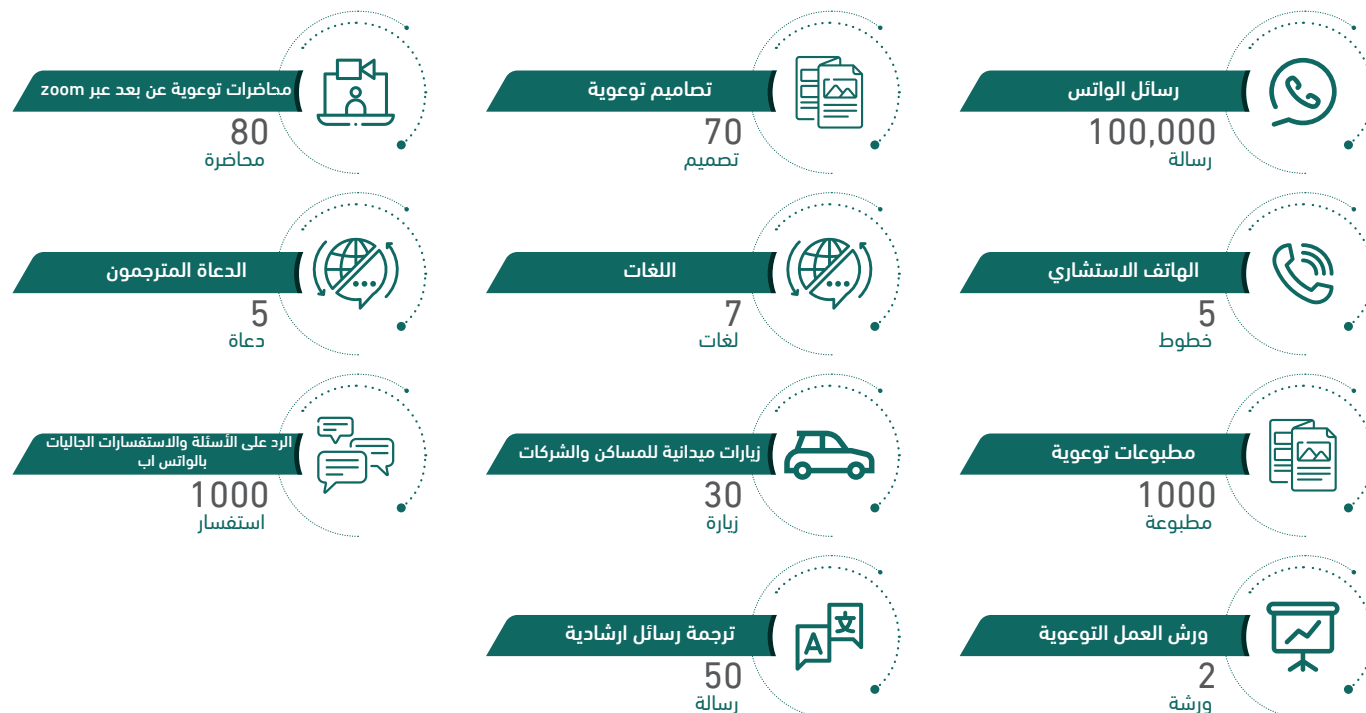 رسائل الواتس
100,000
رسالة
تصاميم توعوية
70
تصميم
محاضرات توعوية عن بعد عبر zoom
80
محاضرة
الهاتف الاستشاري
5
خطوط
اللغات
7
لغات
الدعاة المترجمون
5
دعاة
مطبوعات توعوية
1000
مطبوعة
زيارات ميدانية للمساكن والشركات
30
زيارة
الرد على الأسئلة والاستفسارات الجاليات
بالواتس اب
1000
استفسار
ورش العمل التوعوية
2
ورشة
ترجمة رسائل ارشادية
50
رسالة
A
文